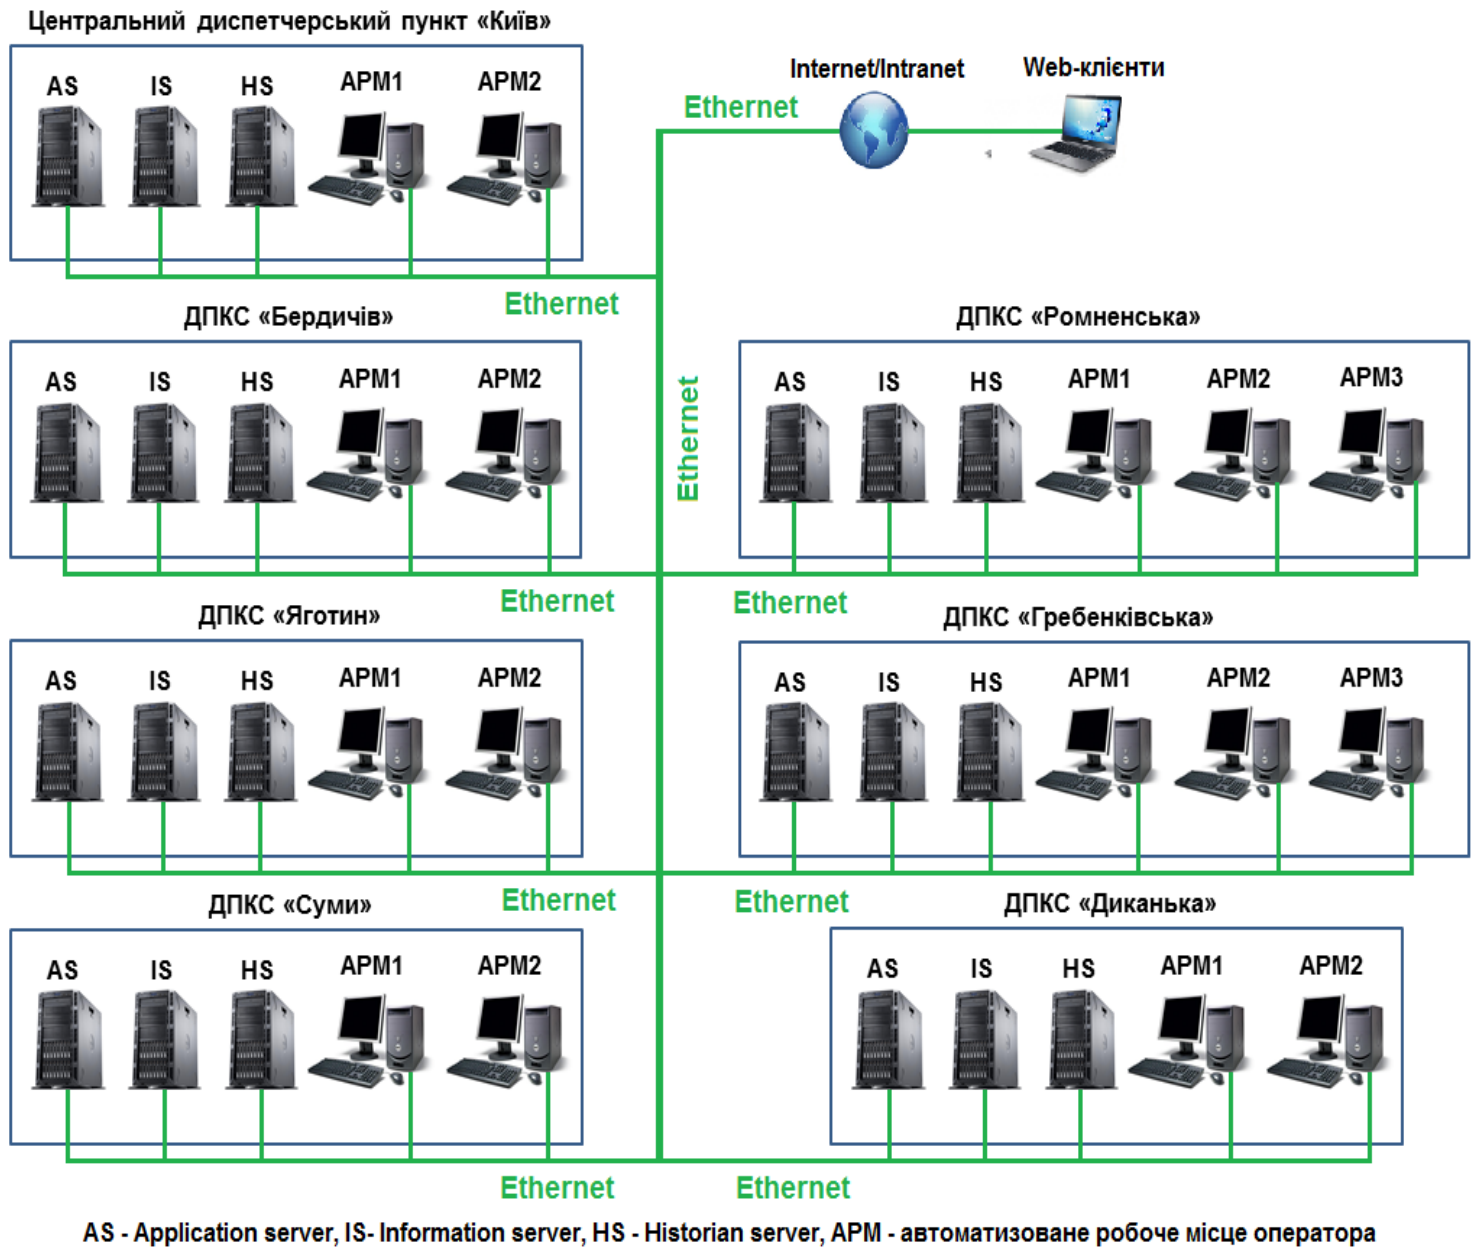 Центральний диспетчерський пункт «Київ»
AS IS HS АРМ1 АРМ2
Internet/Intranet Web-клієнти
Ethernet
Ethernet
ДПКС «Бердичів»
AS IS HS АРМ1 АРМ2
Ethernet
Ethernet
ДПКС «Ромненська»
AS IS HS АРМ1 АРМ2 АРМ3
Ethernet
ДПКС «Яготин»
AS IS HS АРМ1 АРМ2
Ethernet
ДПКС «Гребенківська»
AS IS HS АРМ1 АРМ2 АРМ3
Ethernet
ДПКС «Суми»
AS IS HS АРМ1 АРМ2
Ethernet
ДПКС «Диканька»
AS IS HS АРМ1 АРМ2
Ethernet
AS - Application server, IS- Information server, HS - Historian server, АРМ - автоматизоване робоче місце оператора